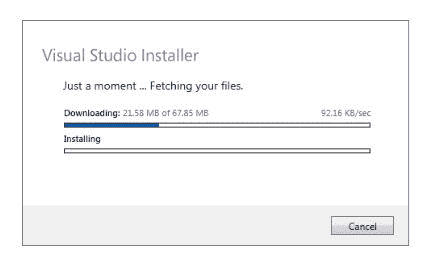 Visual Studio Installer
Just a moment ... Fetching your files.
Downloading: 21.58 MB of 67.85 MB 92.16 KB/sec
Installing
Cancel